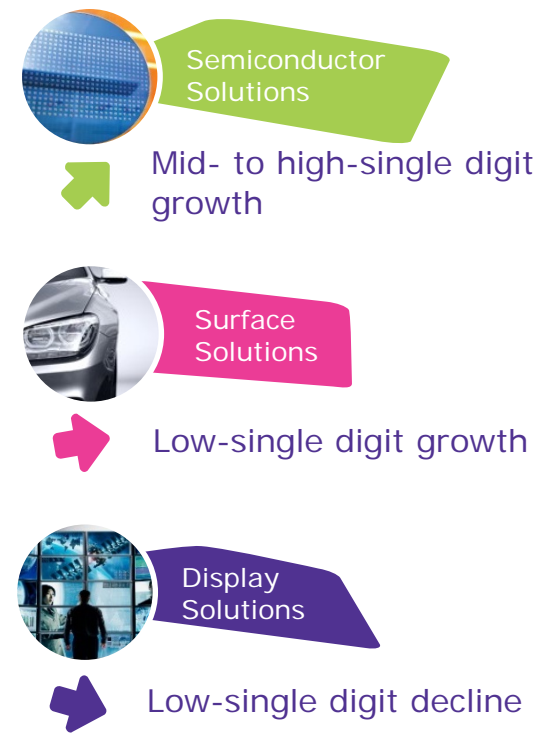 Semiconductor
Solutions
Mid- to high-single digit
growth
Surface
Solutions
Low-single digit growth
Display
Solutions
Low-single digit decline